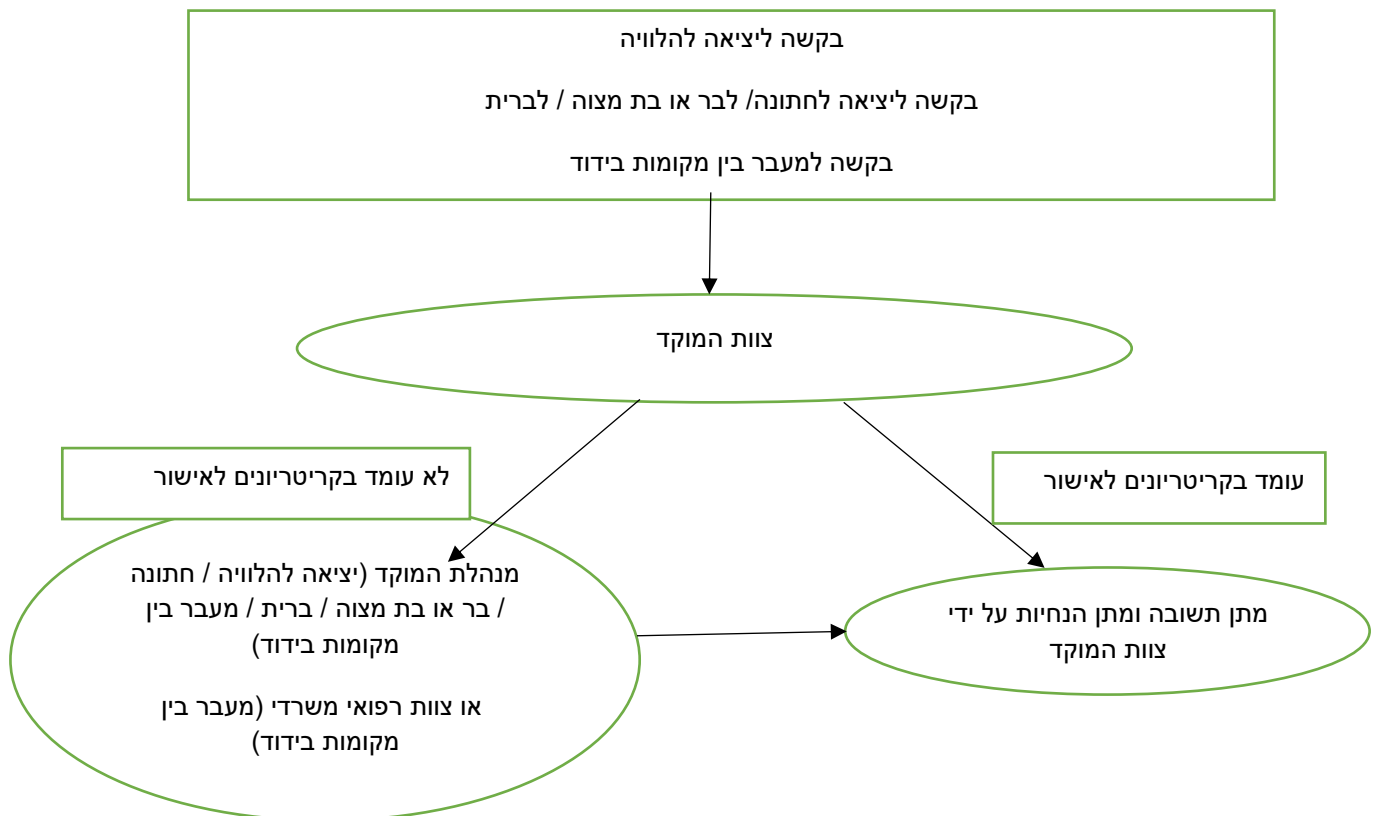 בקשה ליציאה להלוויה
בקשה ליציאה לחתונה/ לבר או בת מצוה / לברית
בקשה למעבר בין מקומות בידוד
צוות המוקד
לא עומד בקריטריונים לאישור
עומד בקריטריונים לאישור
מנהלת המוקד (יציאה להלוויה / חתונה
/ בר או בת מצוה / ברית / מעבר בין
מקומות בידוד)
או צוות רפואי משרדי (מעבר בין
מקומות בידוד)
מתן תשובה ומתן הנחיות על ידי
צוות המוקד